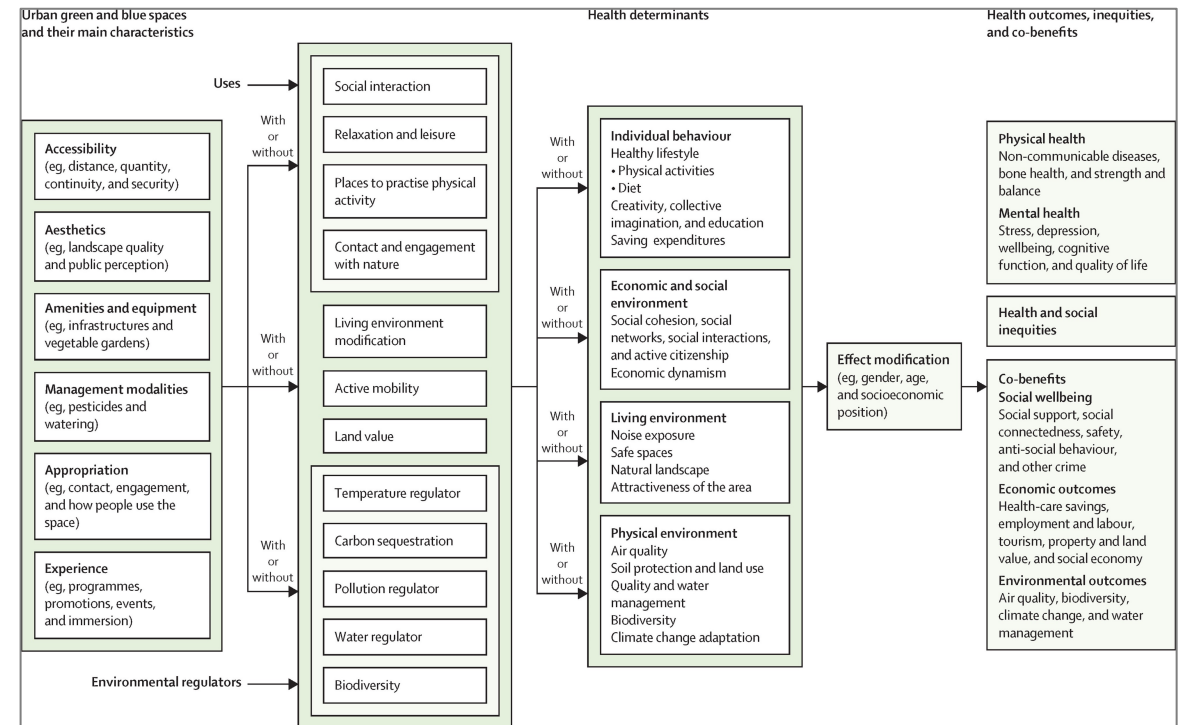 Urban green and blue spaces
and their main characteristics
Accessibility
(eg, distance, quantity,
continuity, and security)
Aesthetics
(eg, landscape quality
and public perception)
Amenities and equipment
(eg, infrastructures and
vegetable gardens)
Management modalities
(eg, pesticides and
watering)
Appropriation
(eg, contact, engagement,
and how people use the
space)
Experience
(eg, programmes,
promotions, events,
and immersion)
Uses
With
or
without
With
or
without
With
or
without
Environmental regulators
Social interaction
Relaxation and leisure
Places to practise physical
activity
Contact and engagement
with nature
Living environment
modification
Active mobility
Land value
Temperature regulator
Carbon sequestration
Pollution regulator
Water regulator
Biodiversity
With
or
without
With
or
without
With
or
without
With
or
without
Health determinants
Individual behaviour
Healthy lifestyle
• Physical activities
• Diet
Creativity, collective
imagination, and education
Saving expenditures
Economic and social
environment
Social cohesion, social
networks, social interactions,
and active citizenship
Economic dynamism
Living environment
Noise exposure
Safe spaces
Natural landscape
Attractiveness of the area
Physical environment
Air quality
Soil protection and land use
Quality and water
management
Biodiversity
Climate change adaptation
Effect modification
(eg, gender, age,
and socioeconomic
position)
Health outcomes, inequities,
and co-benefits
Physical health
Non-communicable diseases,
bone health, and strength and
balance
Mental health
Stress, depression,
wellbeing, cognitive
function, and quality of life
Health and social
inequities
Co-benefits
Social wellbeing
Social support, social
connectedness, safety,
anti-social behaviour,
and other crime
Economic outcomes
Health-care savings,
employment and labour,
tourism, property and land
value, and social economy
Environmental outcomes
Air quality, biodiversity,
climate change, and water
management